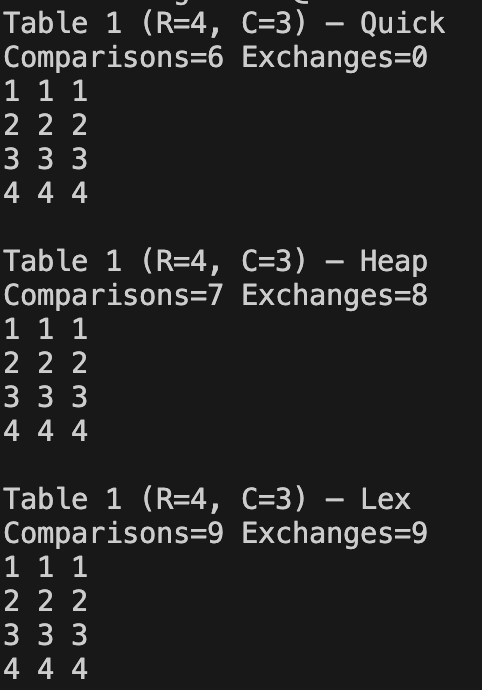 Table 1 (R=4, C=3) – Quick
Comparisons=6 Exchanges=0
1 1 1
2 2 2
3 3 3
4 4 4
Table 1 (R=4, C=3) – Heap
Comparisons=7 Exchanges=8
1 1 1
2 2 2
3 3 3
4 4 4
Table 1 (R=4, C=3) – Lex
Comparisons=9 Exchanges=9
1 1 1
2 2 2
3 3 3
4 4 4